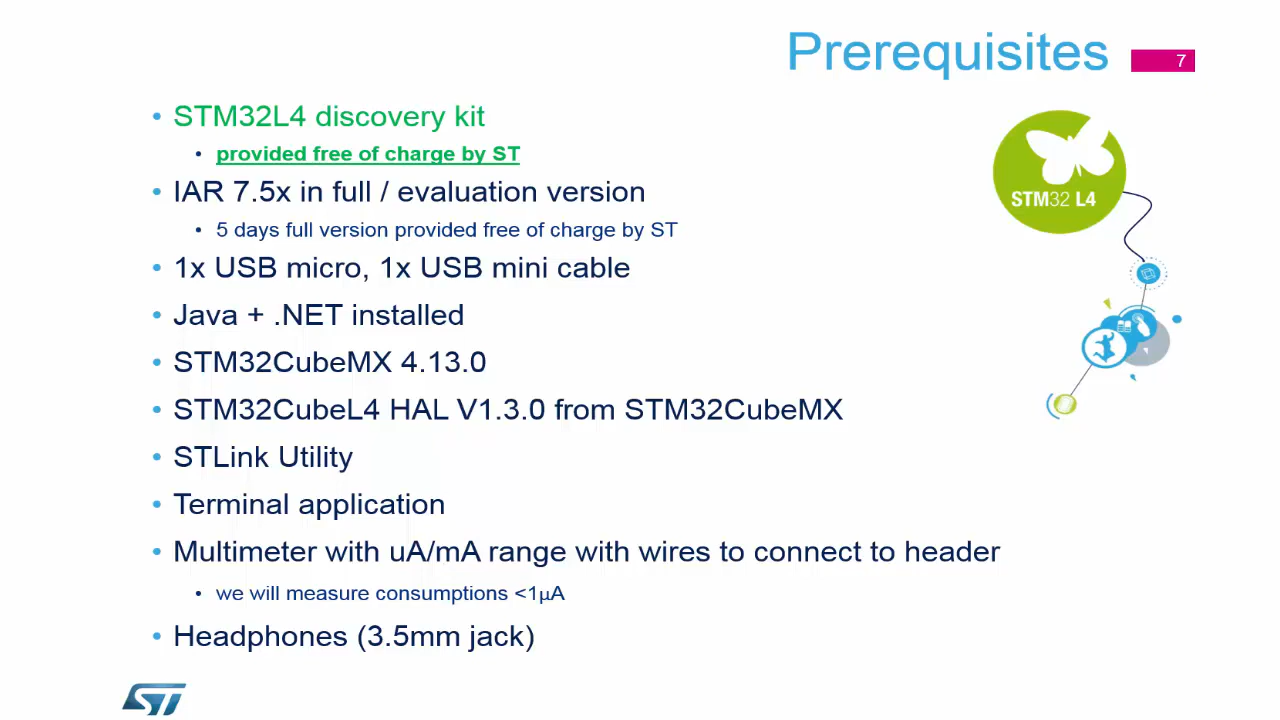 Prerequisites
7
• STM32L4 discovery kit
• provided free of charge by ST
• IAR 7.5x in full / evaluation version
• 5 days full version provided free of charge by ST
• 1x USB micro, 1x USB mini cable
• Java + .NET installed
• STM32CubeMX 4.13.0
• STM32CubeL4 HAL V1.3.0 from STM32CubeMX
• STLink Utility
• Terminal application
• Multimeter with uA/mA range with wires to connect to header
• we will measure consumptions <1µA
• Headphones (3.5mm jack)
STM32 L4
ST